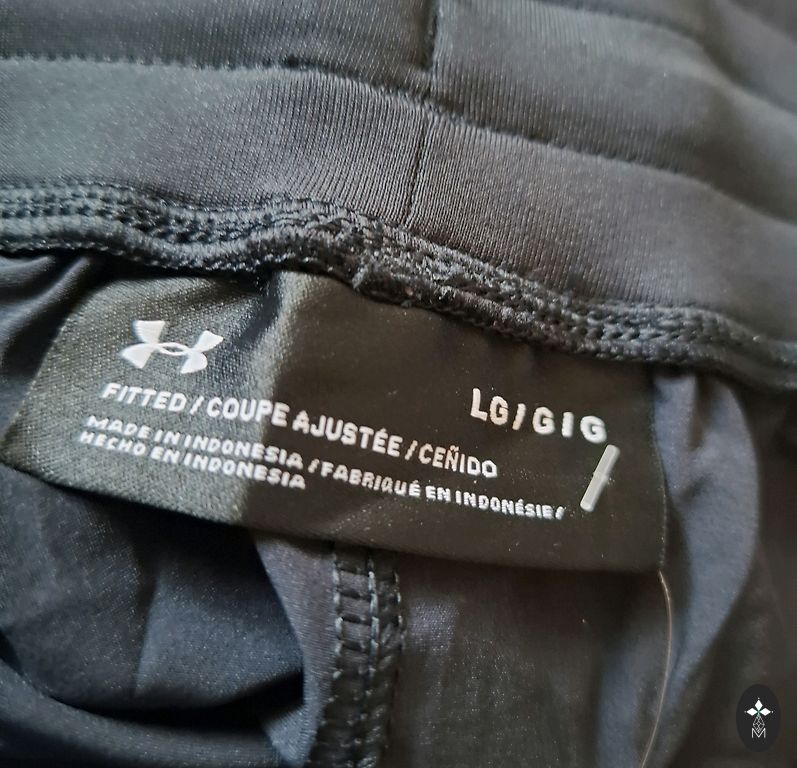 LG/G/G
FITTED/COUPE AJUSTÉE/CEÑIDO
MADE IN INDONESIA/FABRIQUÉ EN INDONÉSIE/
HECHO EN INDONESIA
M